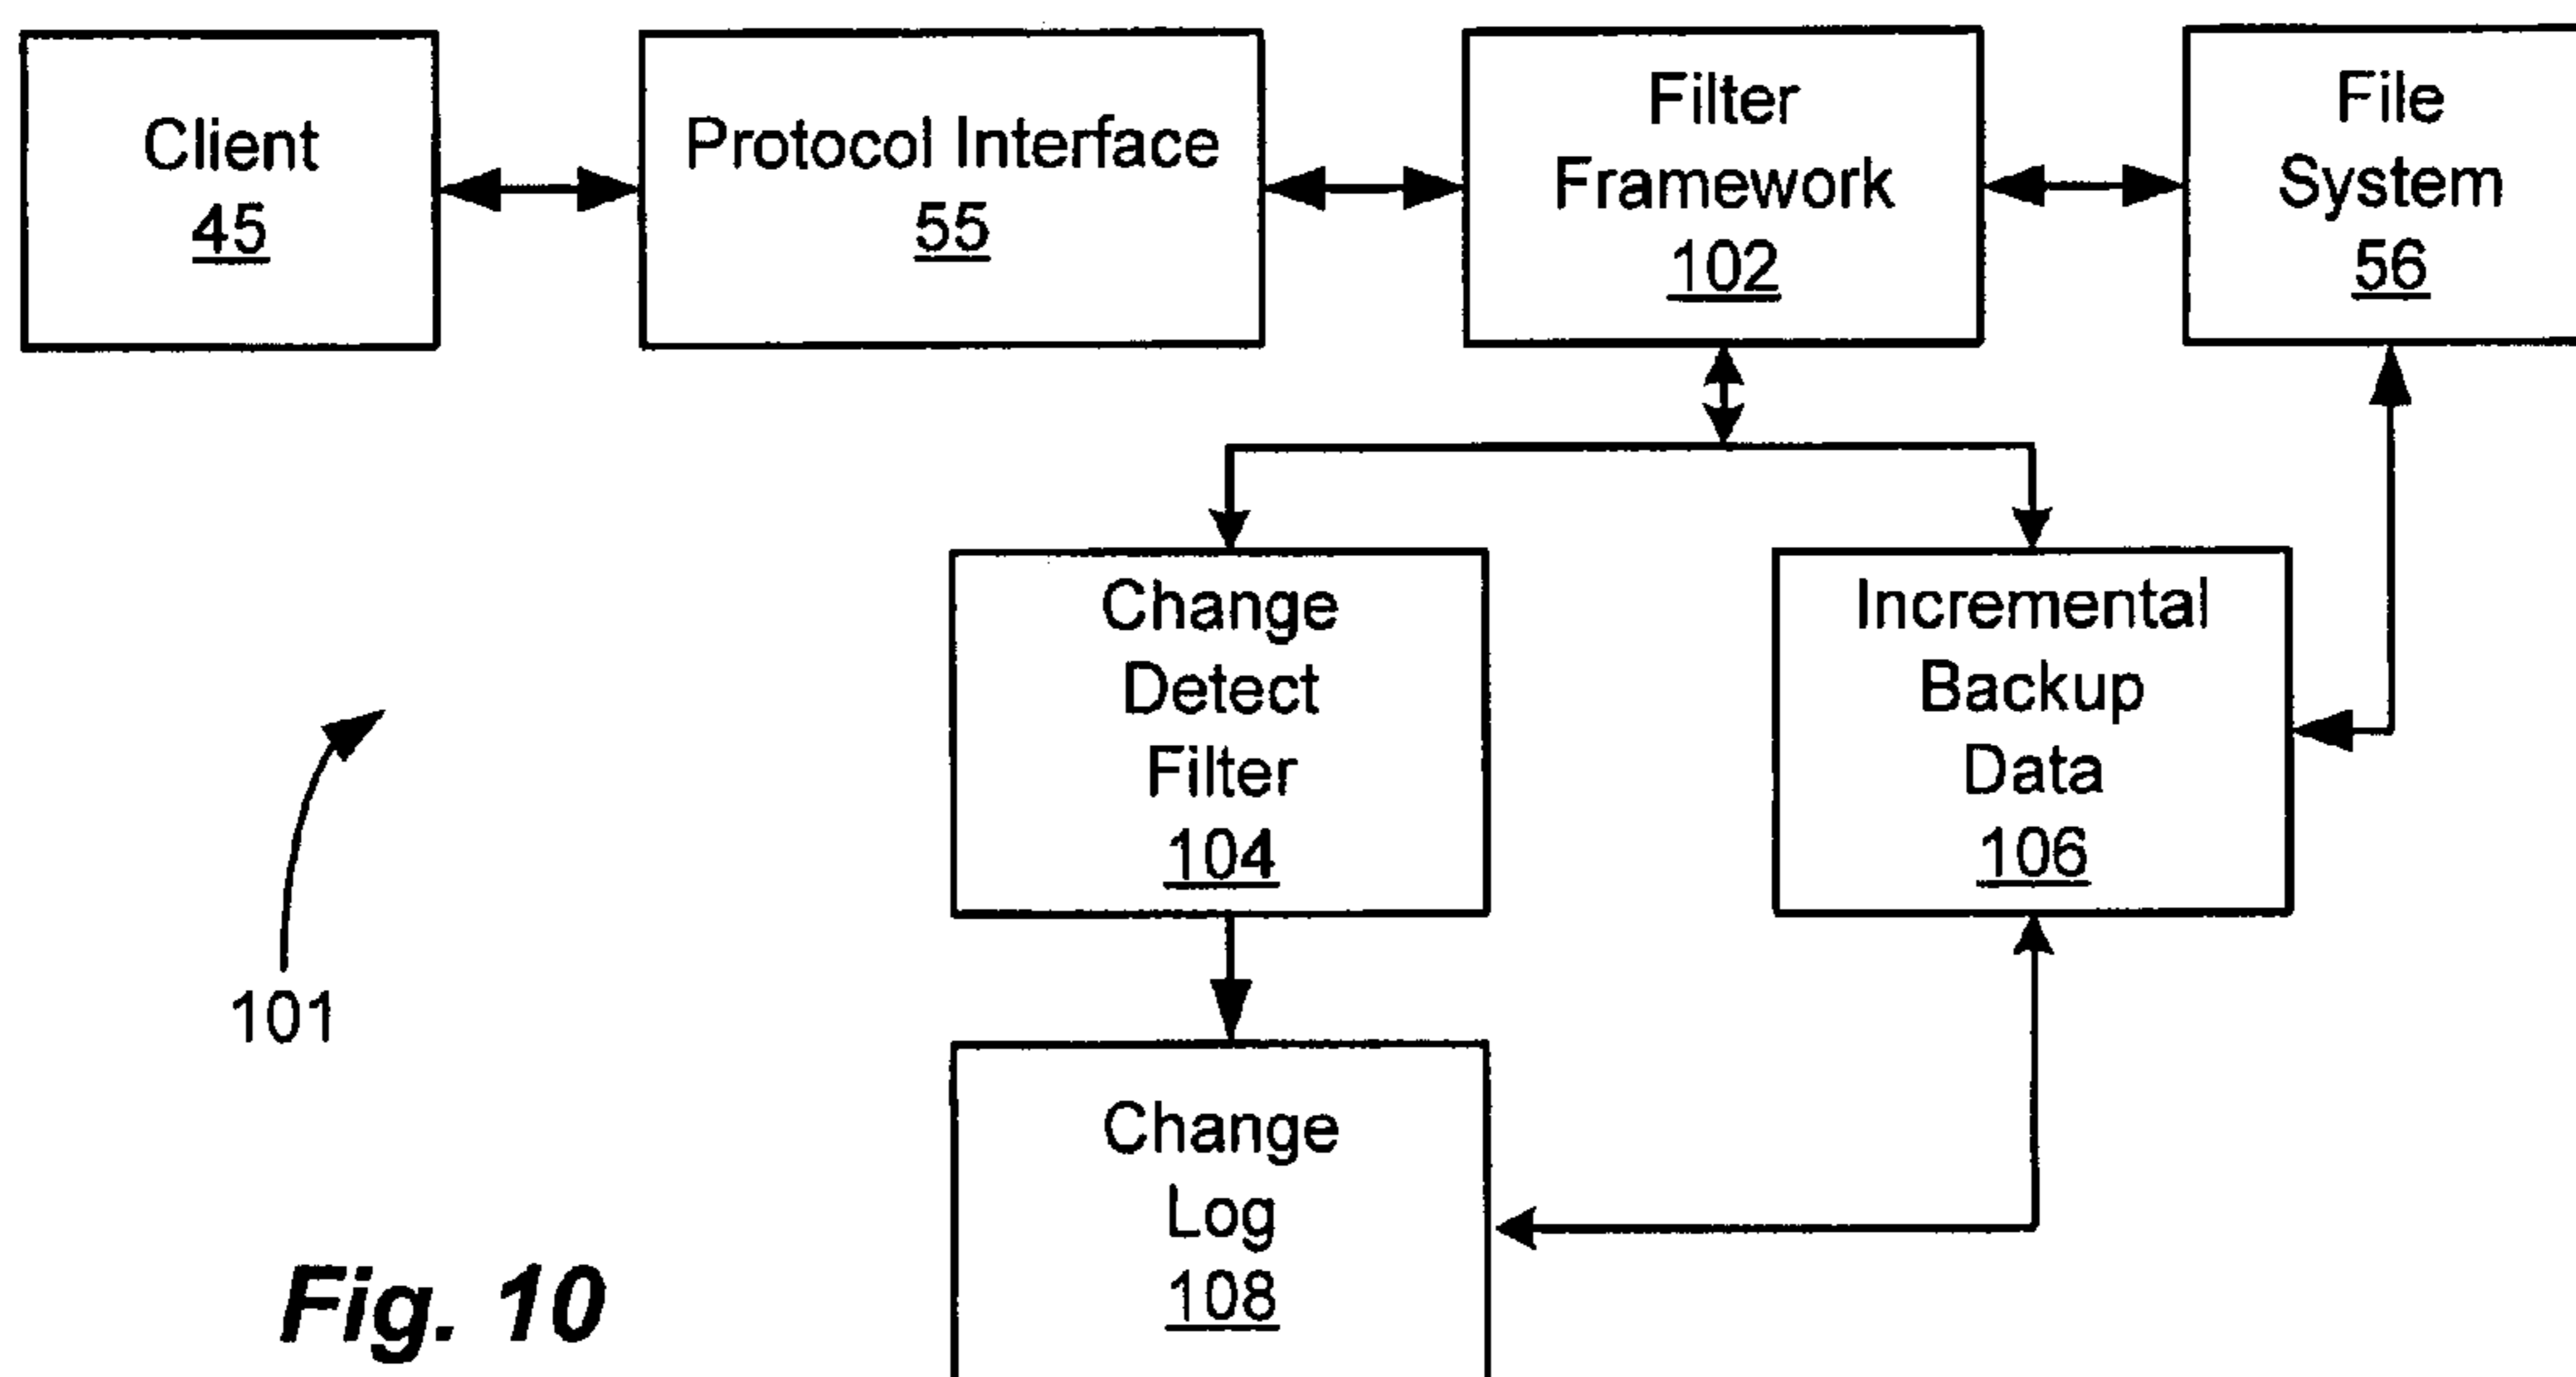 Client
45
Protocol Interface
55
Filter
Framework
102
File
System
56
Change
Detect
Filter
104
Incremental
Backup
Data
106
101
Change
Log
108
Fig. 10